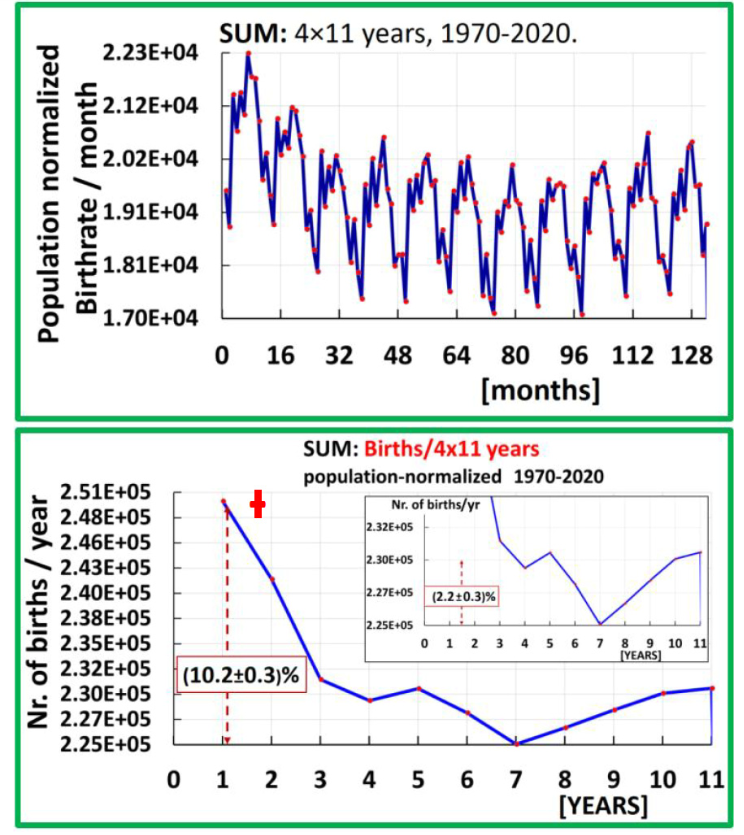 SUM: 4×11 years, 1970-2020.
Population normalized
Birthrate / month
2.23E+04
2.12E+04
2.02E+04
1.91E+04
1.81E+04
1.70E+04
0 16 32 48 64 80 96 112 128
[months]
SUM: Births/4x11 years
population-normalized 1970-2020
Nr. of births / year
2.51E+05
2.48E+05
2.46E+05
2.43E+05
2.40E+05
2.38E+05
2.35E+05
2.32E+05
2.30E+05
2.27E+05
2.25E+05
(10.2±0.3)%
0 1 2 3 4 5 6 7 8 9 10 11
[YEARS]
Nr. of births/yr
2.32E+05
2.30E+05
2.27E+05
2.25E+05
(2.2±0.3)%
0 1 2 3 4 5 6 7 8 9 10 11
[YEARS]